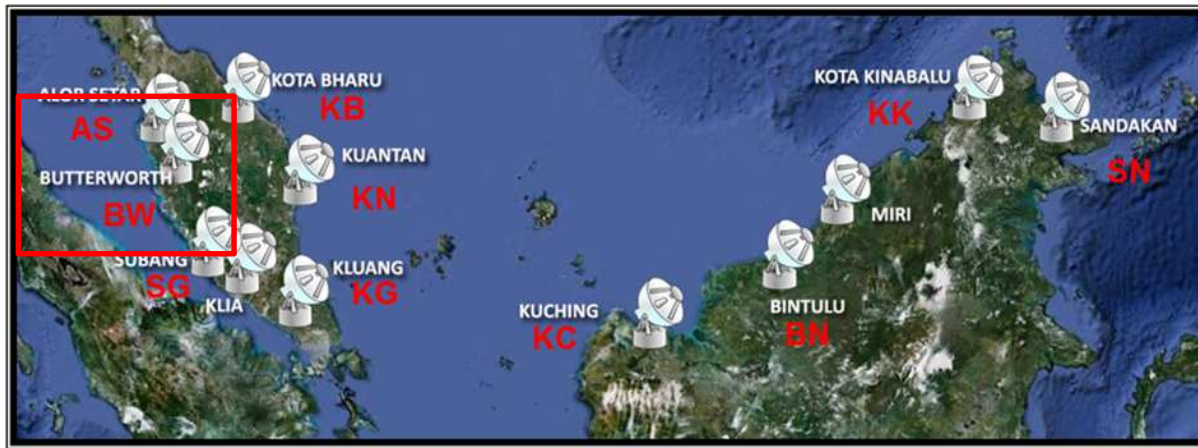 ALOR SETAR
AS
KOTA BHARU
KB
BUTTERWORTH
BW
KUANTAN
KN
SUBANG
SG
KLIA
KLUANG
KG
KUCHING
KC
BINTULU
BN
MIRI
KOTA KINABALU
KK
SANDAKAN
SN